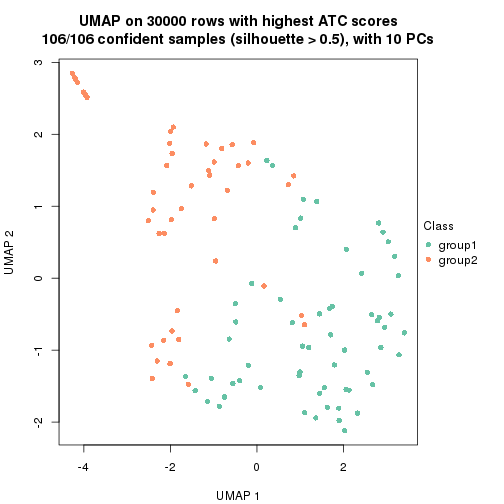 UMAP on 30000 rows with highest ATC scores
106/106 confident samples (silhouette > 0.5), with 10 PCs
3
2
1
0
-1
-2
UMAP 2
-4
-2
0
2
UMAP 1
Class
group1
group2